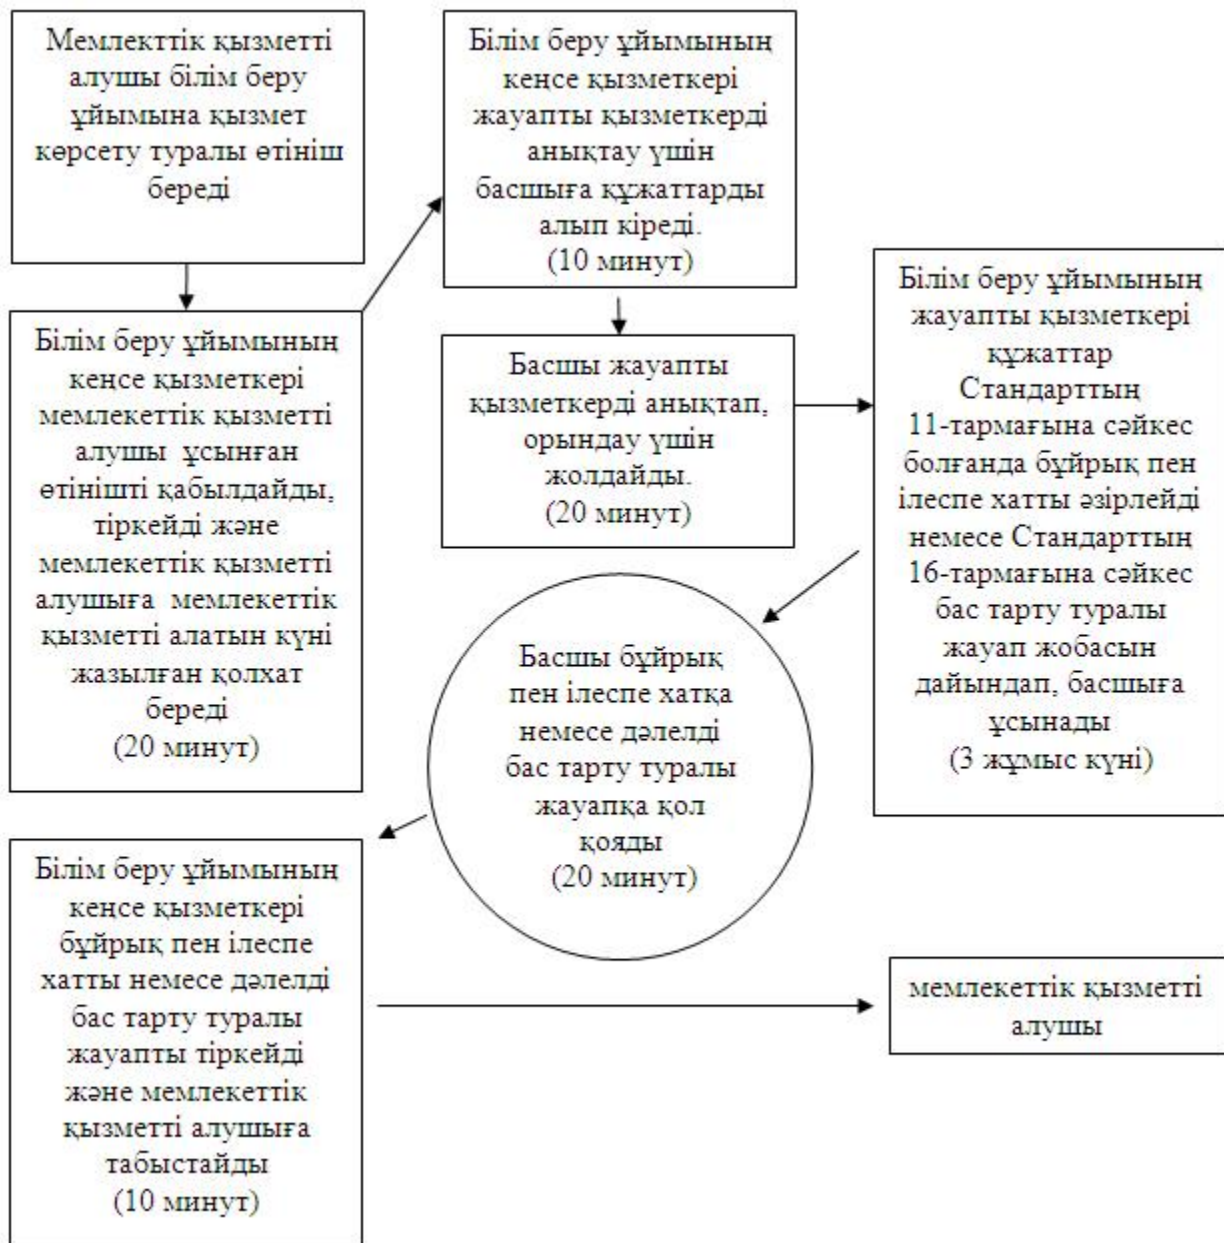 Мемлекттік қызметті
алушы білім беру
ұйымына қызмет
көрсету туралы өтініш
береді
Білім беру ұйымының
кеңсе қызметкері
мемлекеттік қызметті
алушы ұсынған
өтінішті қабылдайды,
тіркейді және
мемлекеттік қызметті
алушыға мемлекеттік
қызметті алатын күні
жазылған қолхат
береді
(20 минут)
Білім беру ұйымының
кеңсе қызметкері
жауапты қызметкерді
анықтау үшін
басшыға құжаттарды
алып кіреді.
(10 минут)
Басшы жауапты
қызметкерді анықтап,
орындау үшін
жолдайды.
(20 минут)
Білім беру ұйымының
жауапты қызметкері
құжаттар
Стандарттың
11-тармағына сәйкес
болғанда бұйрық пен
ілеспе хатты әзірлейді
немесе Стандарттың
16-тармағына сәйкес
бас тарту туралы
жауап жобасын
дайындап, басшыға
ұсынады
(3 жұмыс күні)
Басшы бұйрық
пен ілеспе хатқа
немесе дәлелді
бас тарту туралы
жауапқа қол
қояды
(20 минут)
Білім беру ұйымының
кеңсе қызметкері
бұйрық пен ілеспе
хатты немесе дәлелді
бас тарту туралы
жауапты тіркейді
және мемлекеттік
қызметті алушыға
табыстайды
(10 минут)
мемлекеттік қызметті
алушы